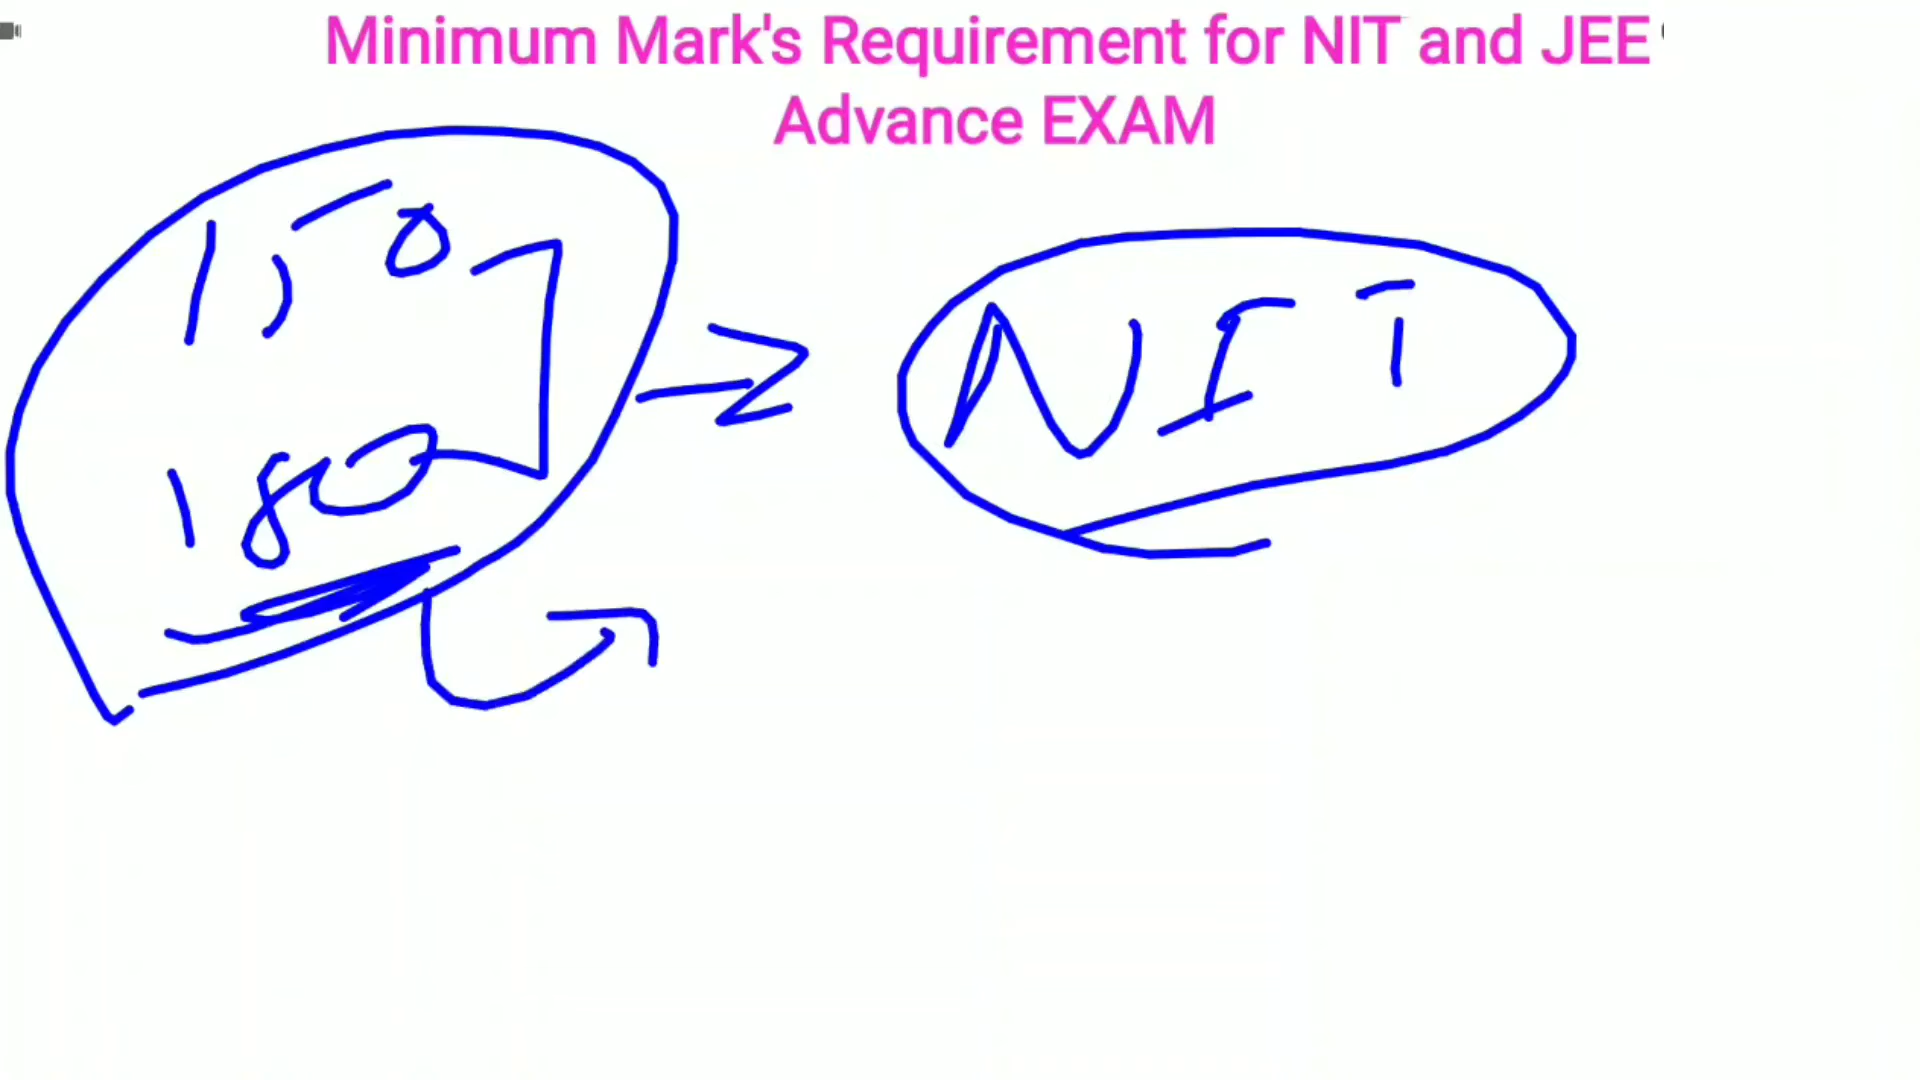 Minimum Mark's Requirement for NIT and JEE
Advance EXAM
150
180
NIT